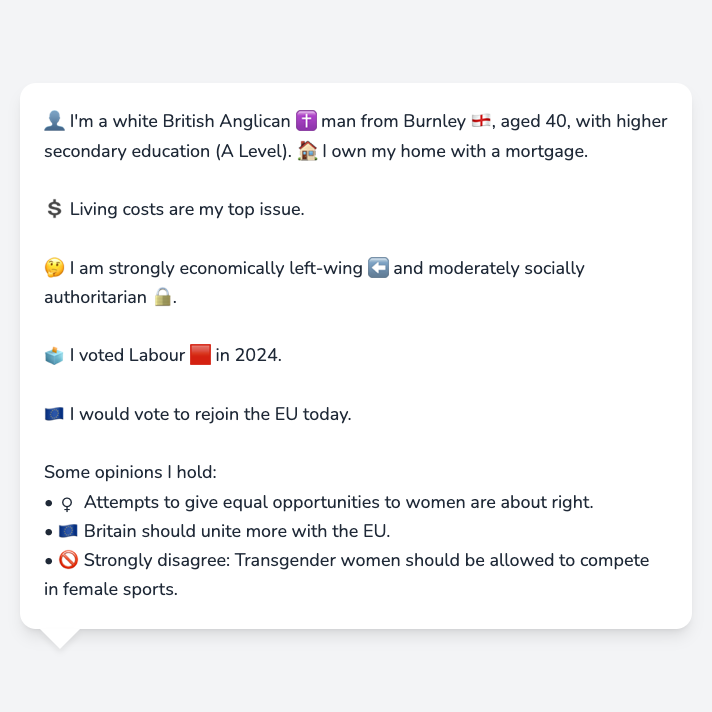 👤 I'm a white British Anglican ✝️ man from Burnley 🏴󠁧󠁢󠁥󠁮󠁧󠁿, aged 40, with higher
secondary education (A Level). 🏠 I own my home with a mortgage.
💲 Living costs are my top issue.
🤔 I am strongly economically left-wing ⬅️ and moderately socially
authoritarian 🔒.
🗳️ I voted Labour 🟥 in 2024.
🇪🇺 I would vote to rejoin the EU today.
Some opinions I hold:
• ♀️ Attempts to give equal opportunities to women are about right.
• 🇪🇺 Britain should unite more with the EU.
• 🚫 Strongly disagree: Transgender women should be allowed to compete
in female sports.